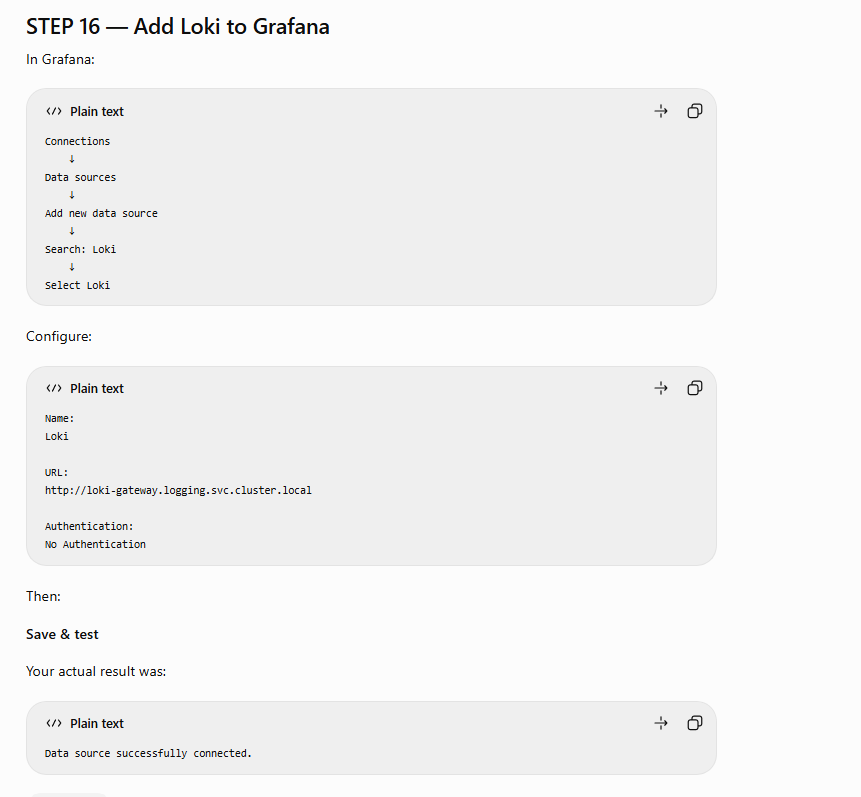 STEP 16 — Add Loki to Grafana
In Grafana:
</> Plain text
Connections
↓
Data sources
↓
Add new data source
↓
Search: Loki
↓
Select Loki
Configure:
</> Plain text
Name:
Loki
URL:
http://loki-gateway.logging.svc.cluster.local
Authentication:
No Authentication
Then:
Save & test
Your actual result was:
</> Plain text
Data source successfully connected.